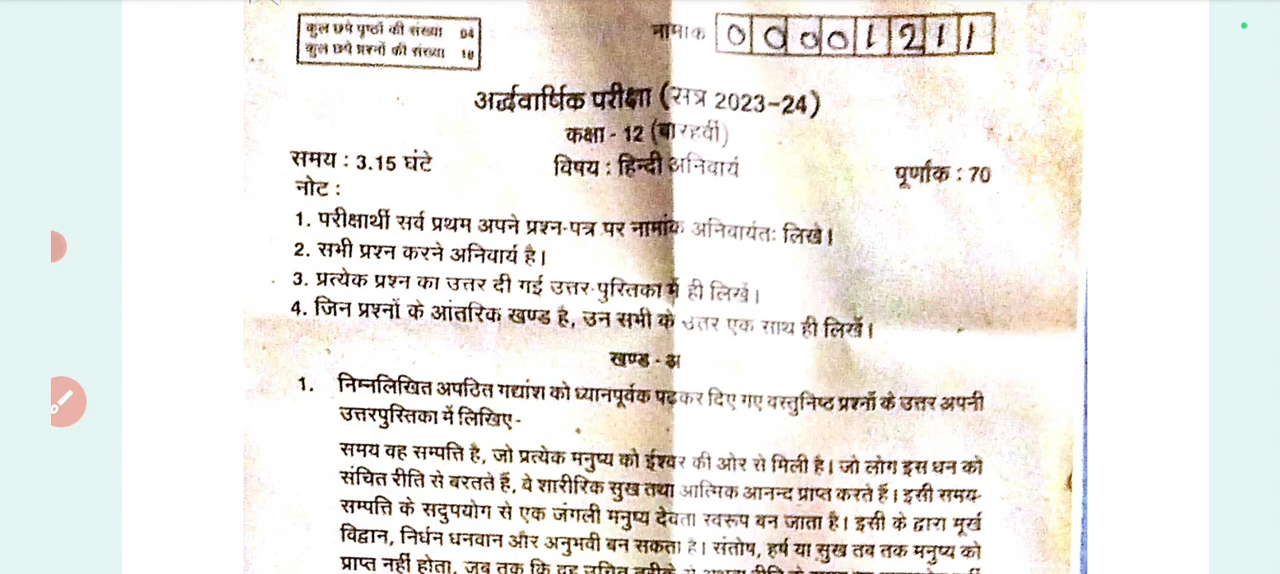 कुल छपे पृष्ठों की संख्या 04
कुल छपे प्रश्नों की संख्या 18
नामांक 00001211
अर्द्धवार्षिक परीक्षा (सत्र 2023-24)
कक्षा - 12 (बारहवीं)
समय : 3.15 घंटे विषय : हिन्दी अनिवार्य पूर्णांक : 70
नोट :
1. परीक्षार्थी सर्व प्रथम अपने प्रश्न-पत्र पर नामांक अनिवार्यतः लिखे।
2. सभी प्रश्न करने अनिवार्य है।
3. प्रत्येक प्रश्न का उत्तर दी गई उत्तर-पुस्तिका में ही लिखें।
4. जिन प्रश्नों के आंतरिक खण्ड है, उन सभी के उत्तर एक साथ ही लिखें।
खण्ड - अ
1. निम्नलिखित अपठित गद्यांश को ध्यानपूर्वक पढ़कर दिए गए वस्तुनिष्ठ प्रश्नों के उत्तर अपनी
उत्तरपुस्तिका में लिखिए-
समय वह सम्पत्ति है, जो प्रत्येक मनुष्य को ईश्वर की ओर से मिली है। जो लोग इस धन को
संचित रीति से बरतते हैं, वे शारीरिक सुख तथा आत्मिक आनन्द प्राप्त करते हैं। इसी समय-
सम्पत्ति के सदुपयोग से एक जंगली मनुष्य देवता स्वरूप बन जाता है। इसी के द्वारा मूर्ख
विद्वान, निर्धन धनवान और अनुभवी बन सकता है। संतोष, हर्ष या सुख तब तक मनुष्य को
प्राप्त नहीं होता, जब तक कि वह उचित तरीके से